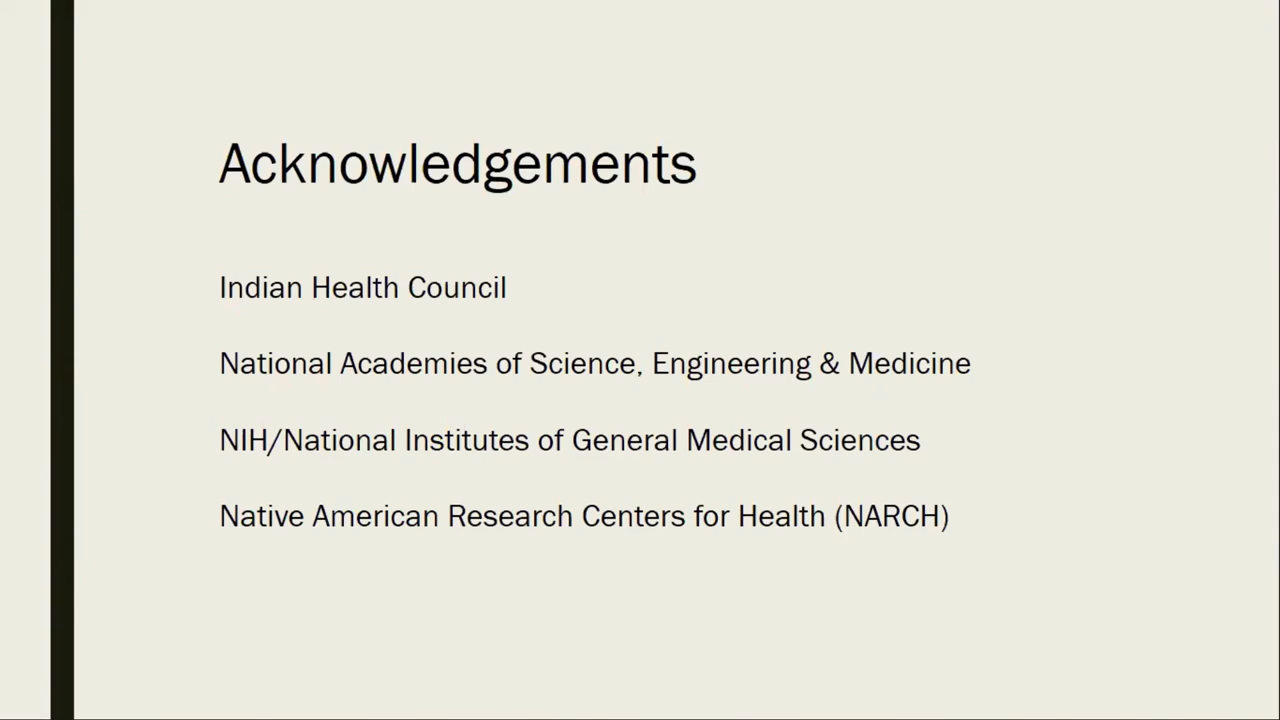 Acknowledgements
Indian Health Council
National Academies of Science, Engineering & Medicine
NIH/National Institutes of General Medical Sciences
Native American Research Centers for Health (NARCH)